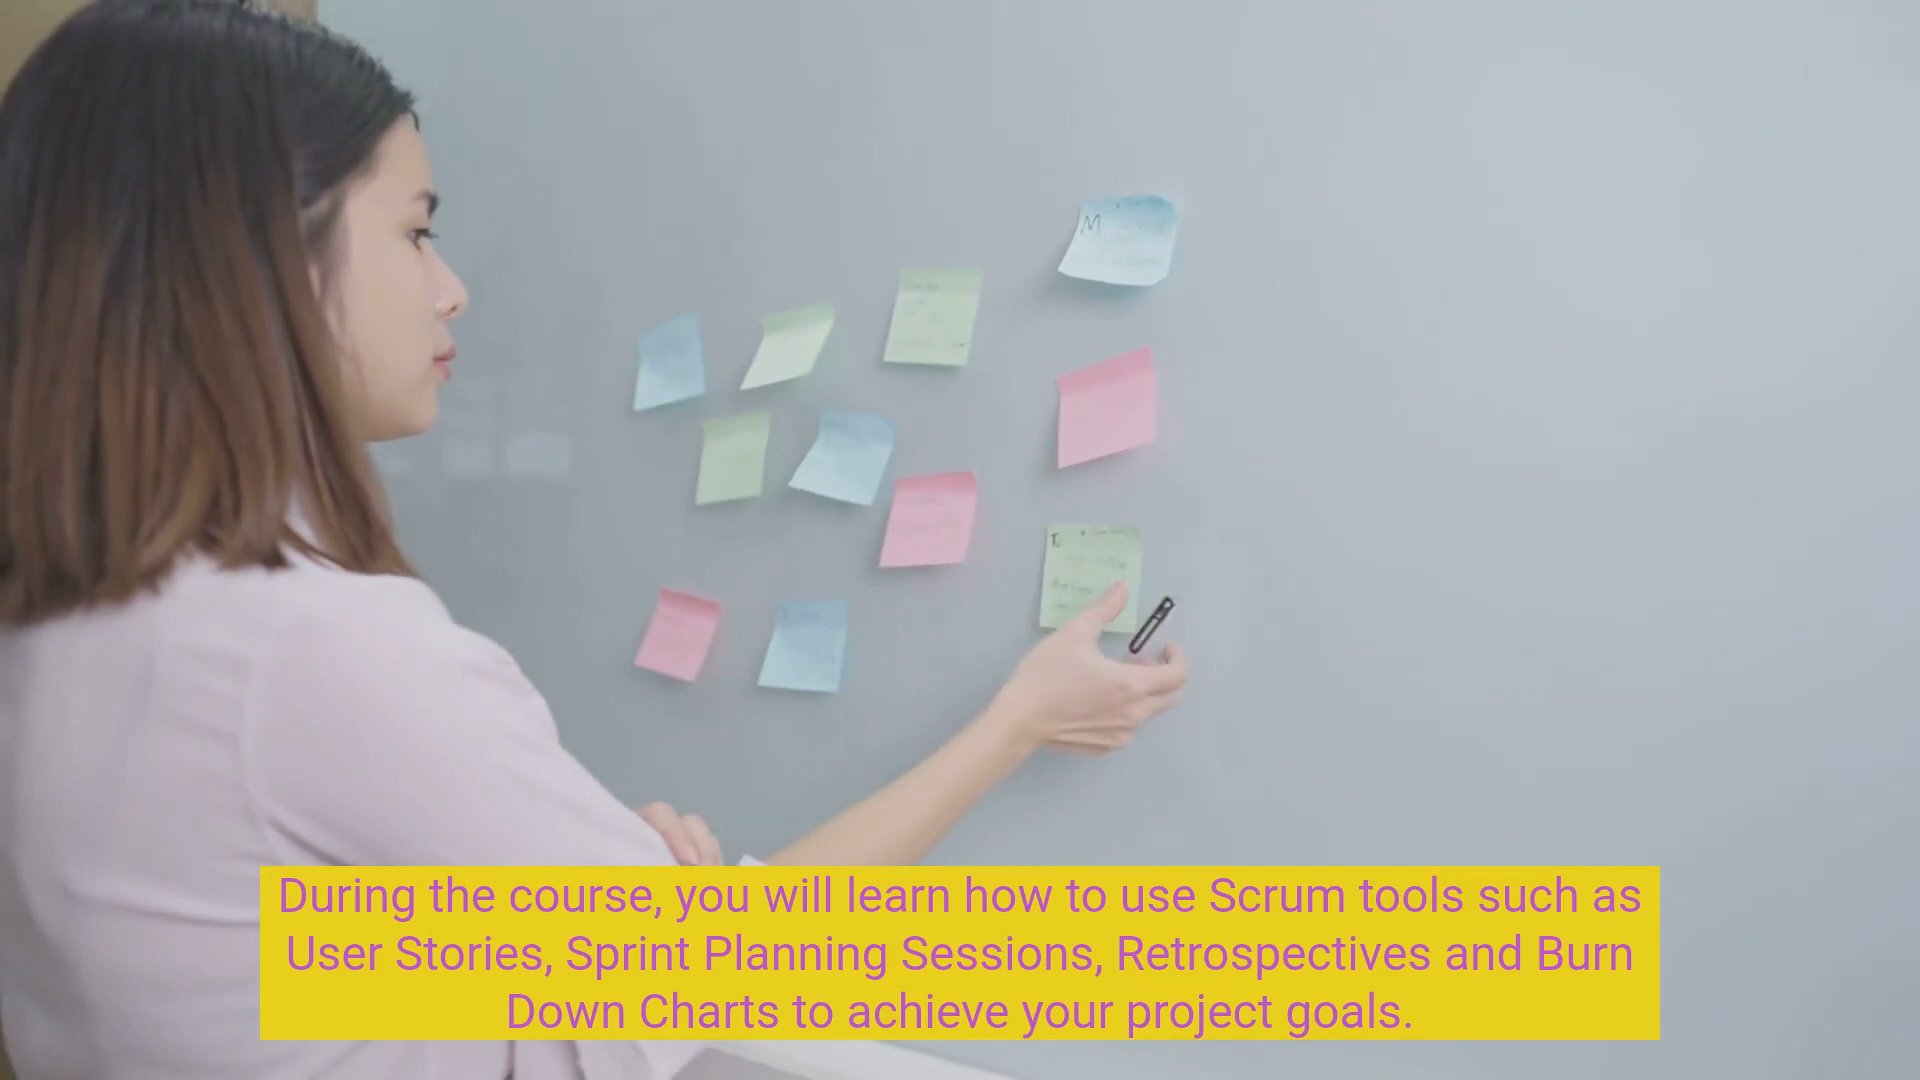 M
During the course, you will learn how to use Scrum tools such as
User Stories, Sprint Planning Sessions, Retrospectives and Burn
Down Charts to achieve your project goals.